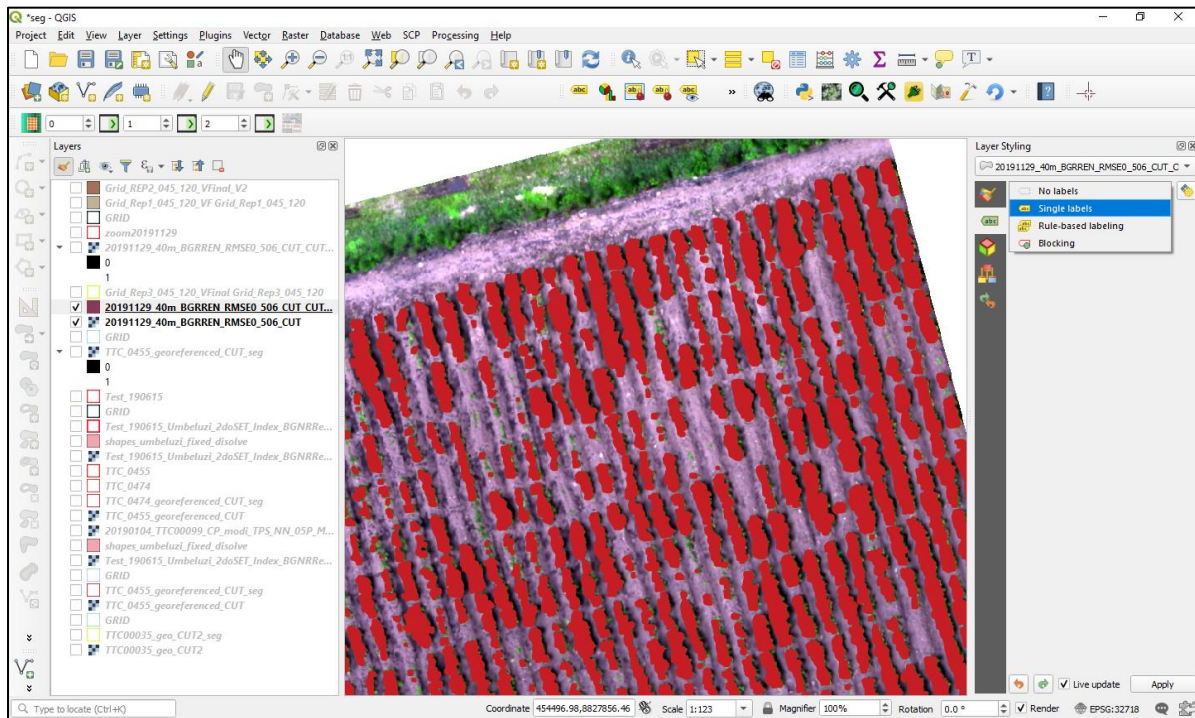 *seg - QGIS
Project Edit View Layer Settings Plugins Vector Raster Database Web SCP Processing Help
0 1 2
Layers
Grid_REP2_045_120_VFinal_V2
Grid_Rep1_045_120_VF Grid_Rep1_045_120
GRID
zoom20191129
20191129_40m_BGRREN_RMSE0_506_CUT_CUT...
0
1
Grid_Rep3_045_120_VFinal Grid_Rep3_045_120
20191129_40m_BGRREN_RMSE0_506_CUT_CUT...
20191129_40m_BGRREN_RMSE0_506_CUT
GRID
TTC_0455_georeferenced_CUT_seg
0
1
Test_190615
GRID
Test_190615_Umbeluzi_2doSET_Index_BGNRRe...
shapes_umbeluzi_fixed_disolve
Test_190615_Umbeluzi_2doSET_Index_BGNRRe...
TTC_0455
TTC_0474
TTC_0474_georeferenced_CUT_seg
TTC_0455_georeferenced_CUT
20190104_TTC00099_CP_modi_TPS_NN_05P_M...
shapes_umbeluzi_fixed_disolve
Test_190615_Umbeluzi_2doSET_Index_BGNRRe...
GRID
TTC_0455_georeferenced_CUT_seg
TTC_0455_georeferenced_CUT
GRID
TTC00035_geo_CUT2_seg
TTC00035_geo_CUT2
Layer Styling
20191129_40m_BGRREN_RMSE0_506_CUT_C
No labels
Single labels
Rule-based labeling
Blocking
Live update Apply
Type to locate (Ctrl+K) Coordinate 454496.98,8827856.46 Scale 1:123 Magnifier 100% Rotation 0.0 ° Render EPSG:32718